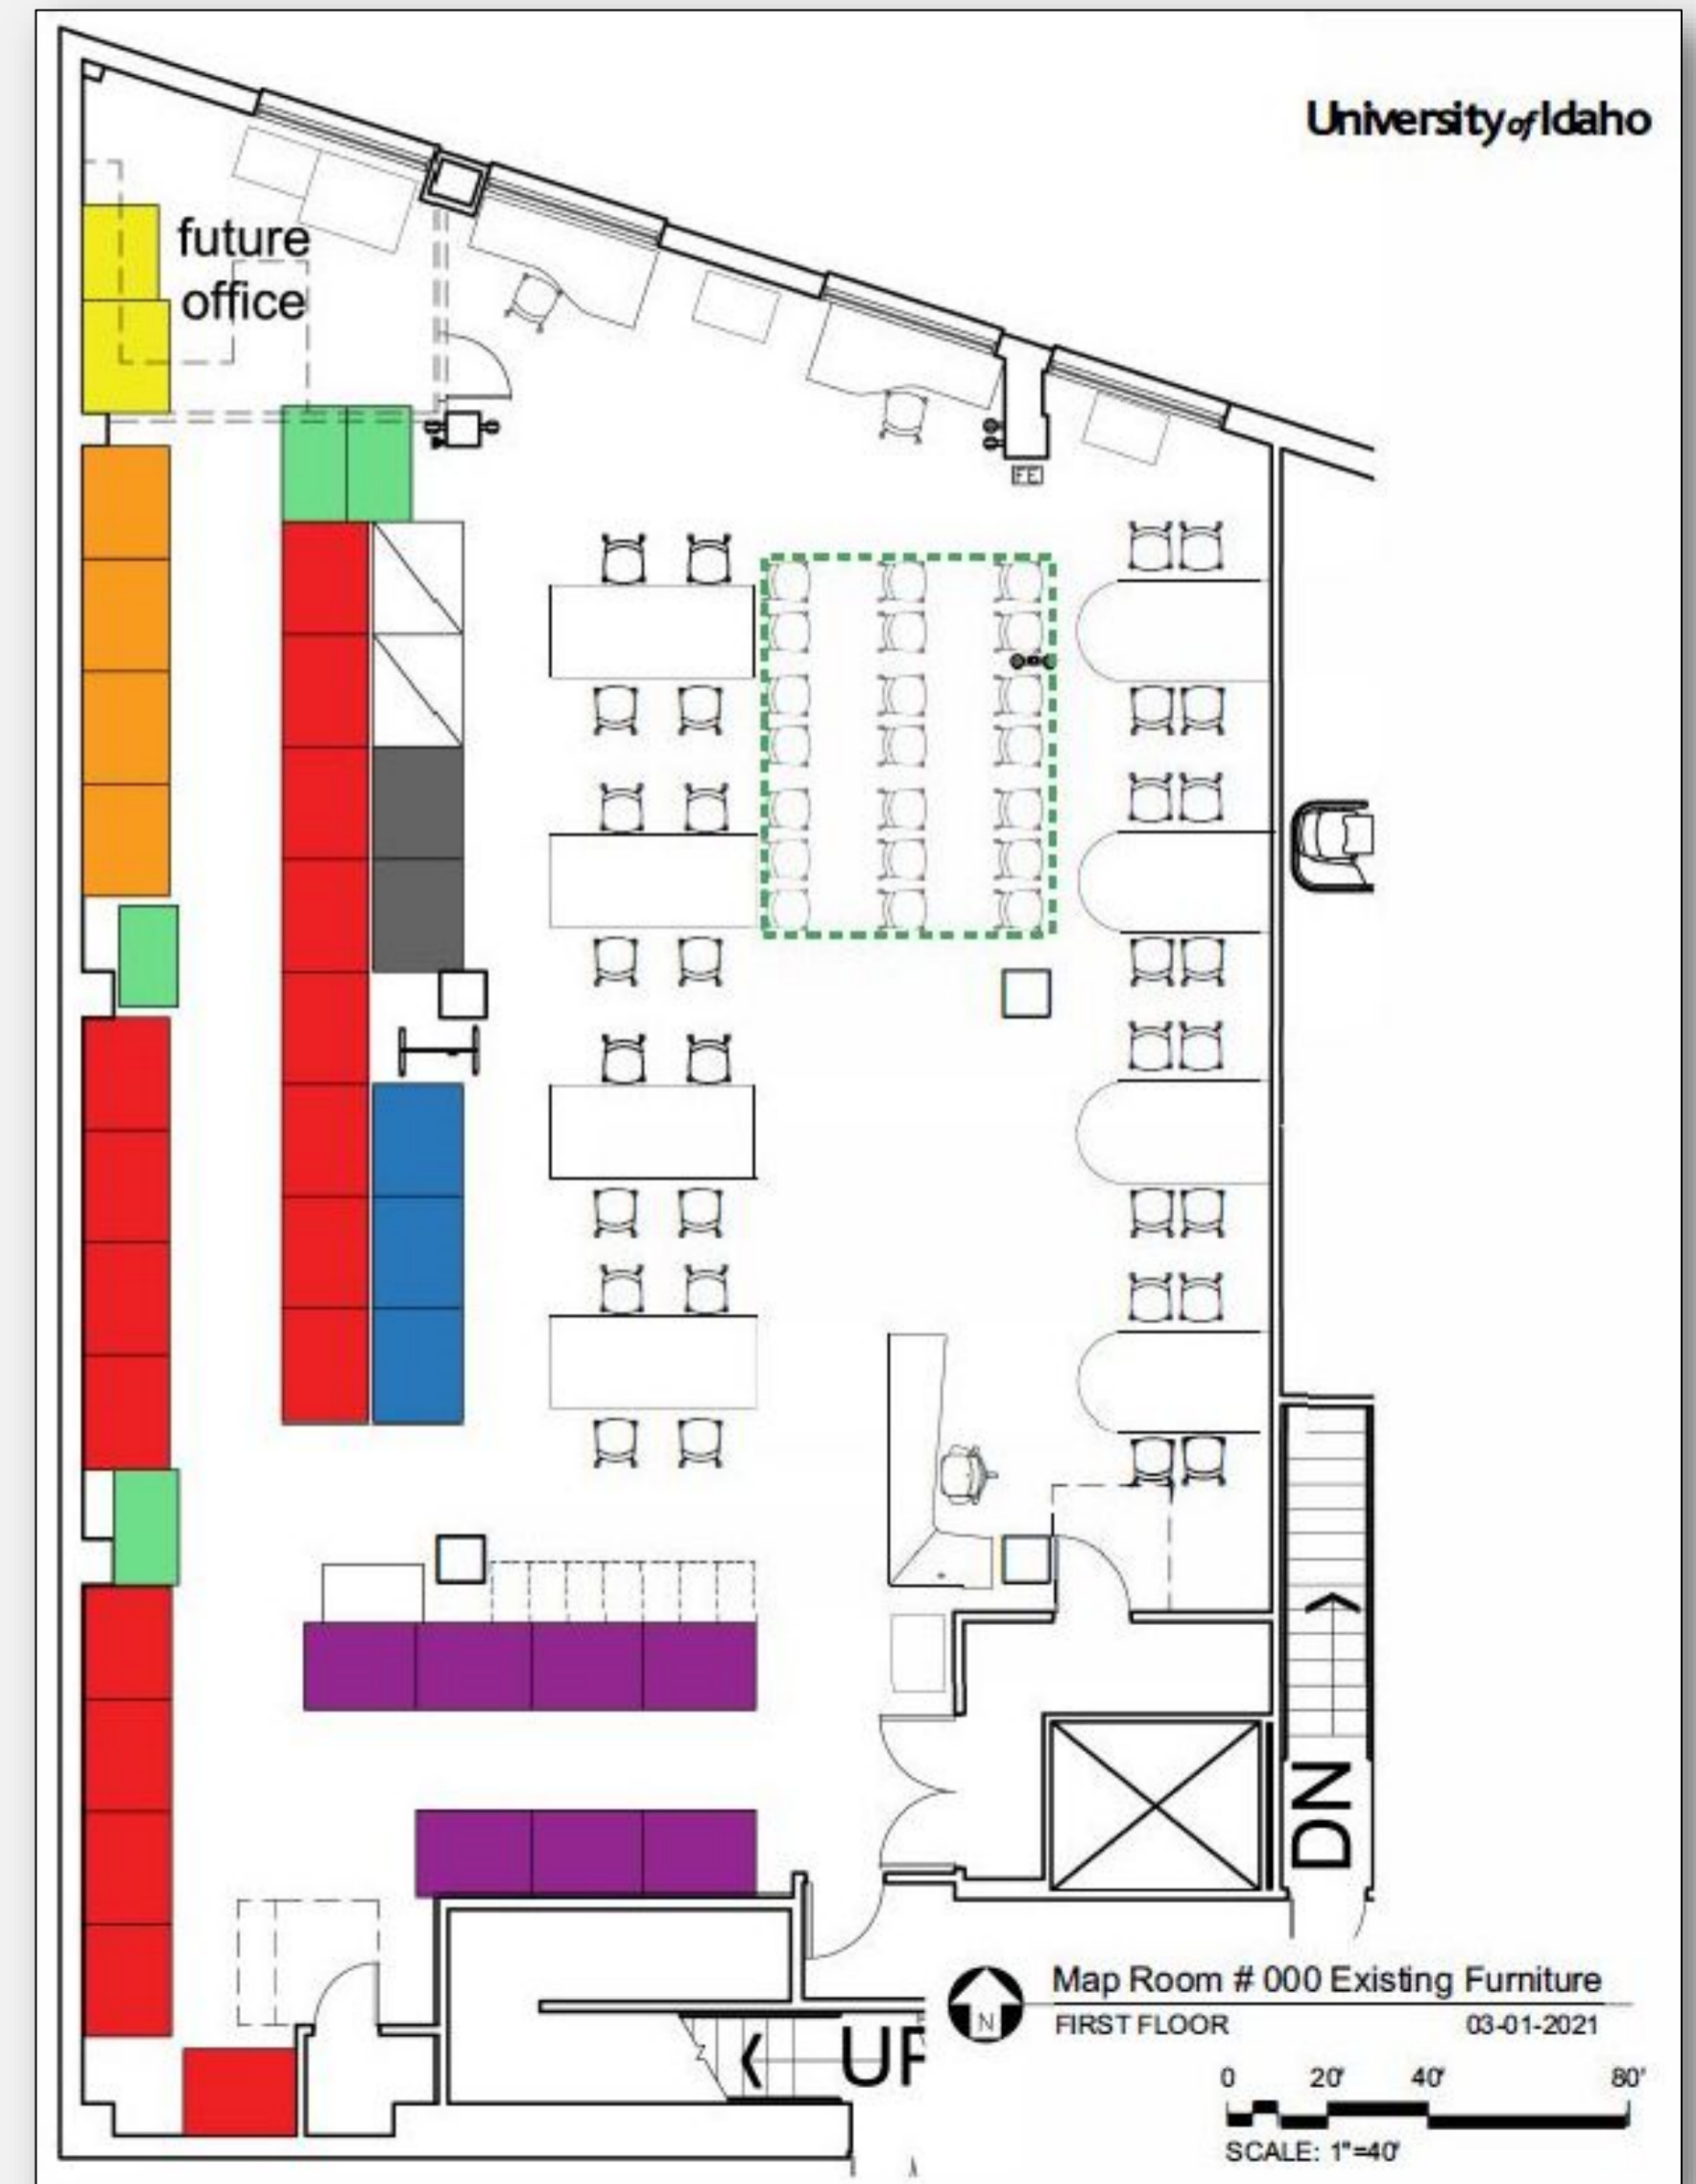 University of Idaho
future
office
FE
DN
Map Room # 000 Existing Furniture
N
FIRST FLOOR 03-01-2021
UP
0 20' 40' 80'
SCALE: 1"=40'